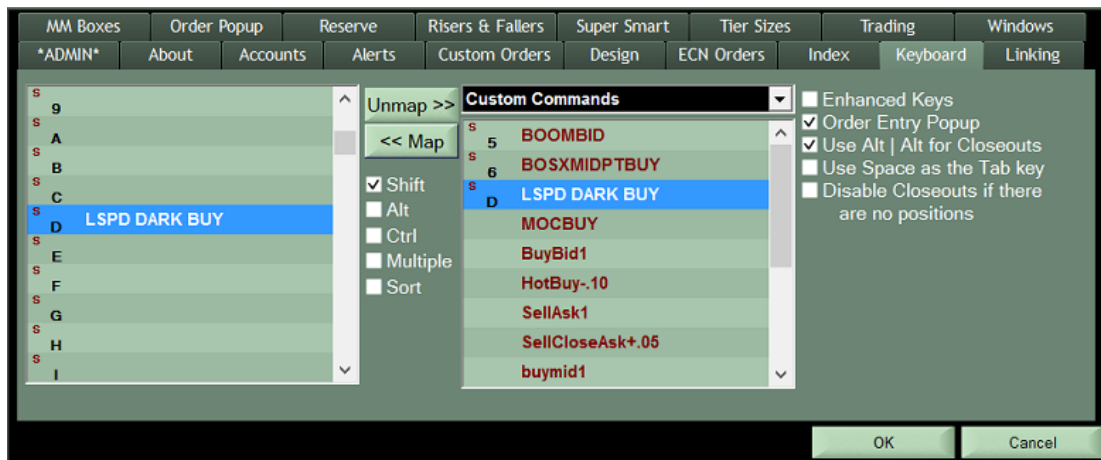 MM Boxes Order Popup Reserve Risers & Fallers Super Smart Tier Sizes Trading Windows
*ADMIN* About Accounts Alerts Custom Orders Design ECN Orders Index Keyboard Linking
S 9
S A
S B
S C
S D LSPD DARK BUY
S E
S F
S G
S H
S I
Unmap >>
<< Map
Shift
Alt
Ctrl
Multiple
Sort
Custom Commands
S 5 BOOMBID
S 6 BOSXMIDPTBUY
S D LSPD DARK BUY
MOCBUY
BuyBid1
HotBuy-.10
SellAsk1
SellCloseAsk+.05
buymid1
Enhanced Keys
Order Entry Popup
Use Alt | Alt for Closeouts
Use Space as the Tab key
Disable Closeouts if there
are no positions
OK Cancel